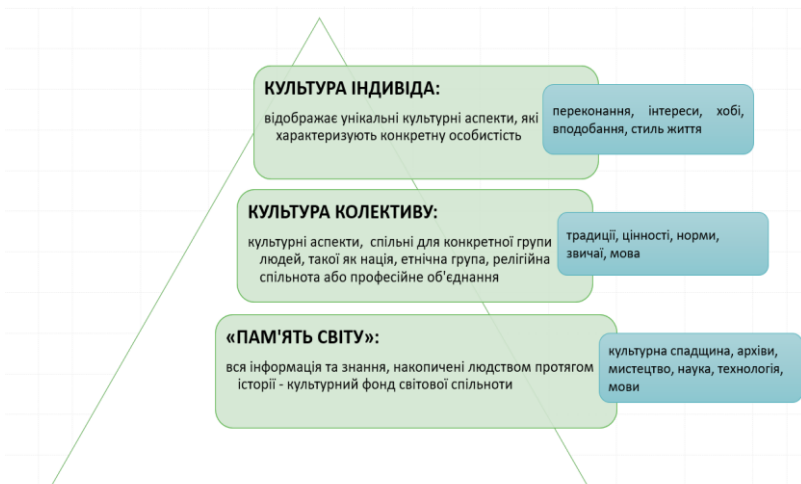 КУЛЬТУРА ІНДИВІДА:
відображає унікальні культурні аспекти, які
характеризують конкретну особистість
переконання, інтереси, хобі,
вподобання, стиль життя
КУЛЬТУРА КОЛЕКТИВУ:
культурні аспекти, спільні для конкретної групи
людей, такої як нація, етнічна група, релігійна
спільнота або професійне об'єднання
традиції, цінності, норми,
звичаї, мова
«ПАМ'ЯТЬ СВІТУ»:
вся інформація та знання, накопичені людством протягом
історії - культурний фонд світової спільноти
культурна спадщина, архіви,
мистецтво, наука, технологія,
мови